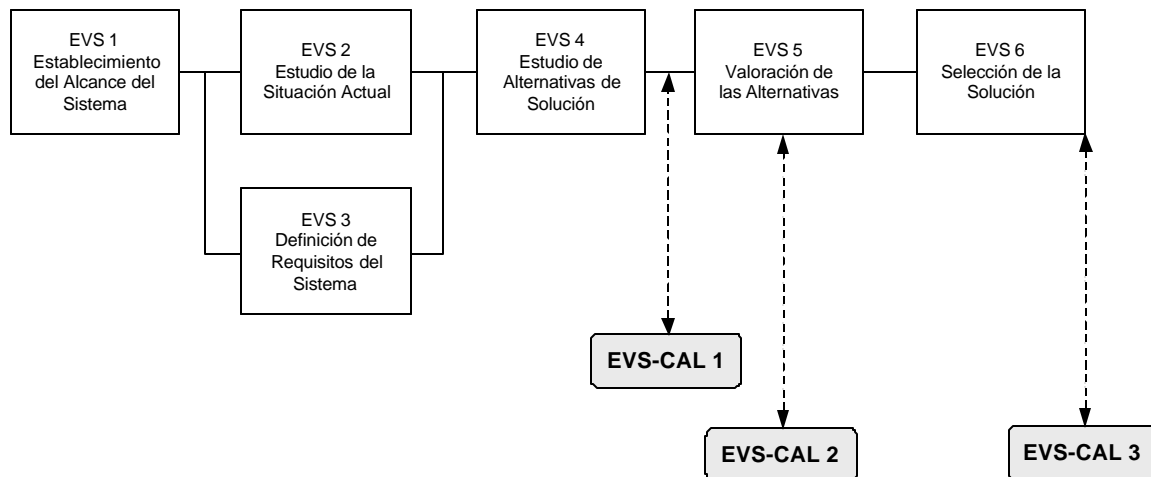 EVS 1
Establecimiento
del Alcance del
Sistema
EVS 2
Estudio de la
Situación Actual
EVS 4
Estudio de
Alternativas de
Solución
EVS 5
Valoración de
las Alternativas
EVS 6
Selección de la
Solución
EVS 3
Definición de
Requisitos del
Sistema
EVS-CAL 1
EVS-CAL 2
EVS-CAL 3